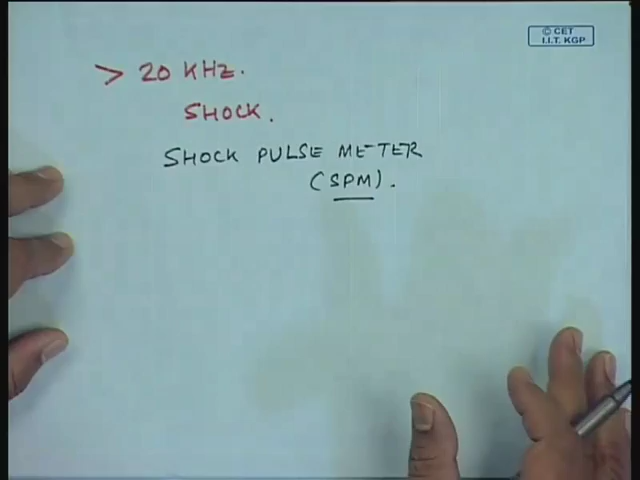 © CET
I.I.T. KGP
> 20 KHz.
SHOCK.
SHOCK PULSE METER
(SPM).